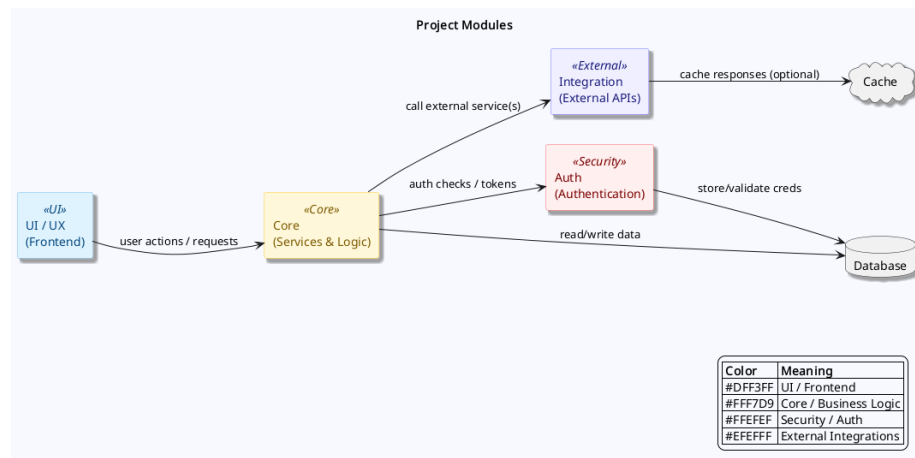 Project Modules
«External»
Integration
(External APIs)
cache responses (optional)
Cache
call external service(s)
«Security»
Auth
(Authentication)
auth checks / tokens
store/validate creds
«UI»
UI / UX
(Frontend)
user actions / requests
«Core»
Core
(Services & Logic)
read/write data
Database
Color Meaning
#DFF3FF UI / Frontend
#FFF7D9 Core / Business Logic
#FFEFEF Security / Auth
#EFEFFF External Integrations